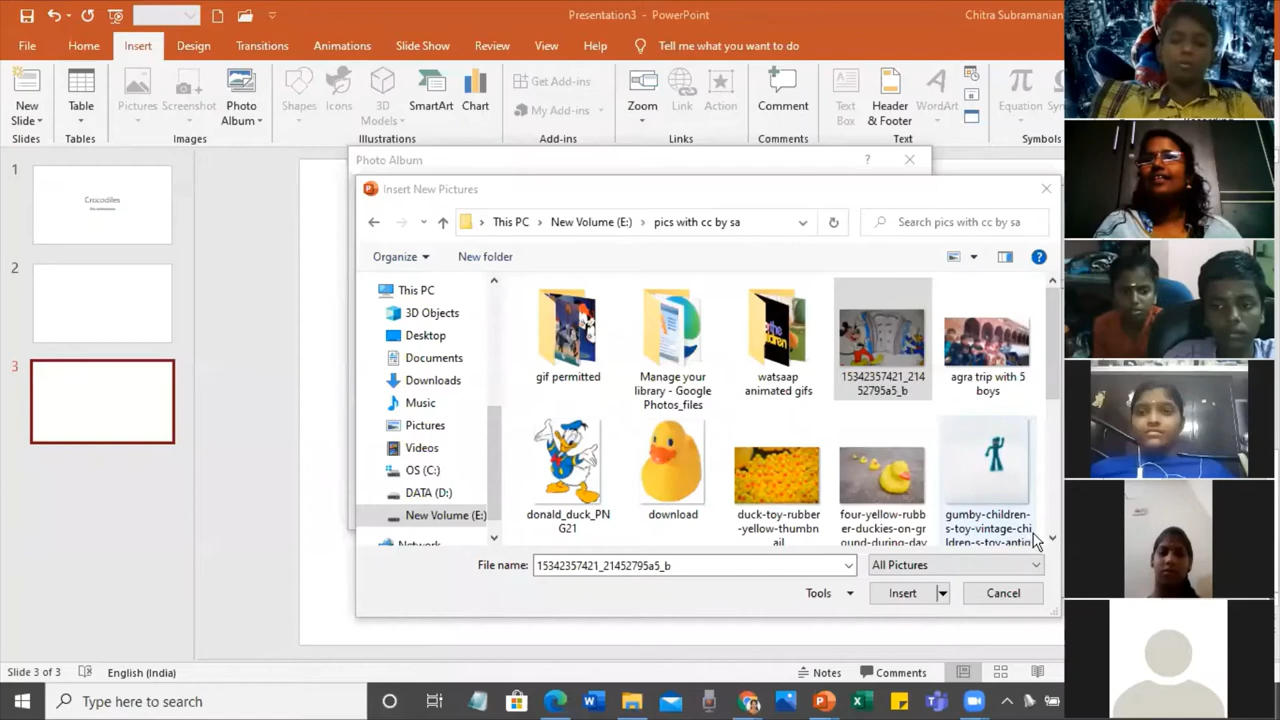 Presentation3 - PowerPoint
Chitra Subramanian
File
Home
Insert
Design
Transitions
Animations
Slide Show
Review
View
Help
Tell me what you want to do
New
Slide
Table
Pictures
Screenshot
Photo
Album
Shapes
Icons
3D
Models
SmartArt
Chart
Get Add-ins
My Add-ins
Zoom
Link
Action
Comment
Text
Box
Header
& Footer
WordArt
Equation
Slides
Tables
Images
Illustrations
Add-ins
Links
Comments
Text
Symbols
1
Crocodiles
2
3
Photo Album
?
Insert New Pictures
This PC > New Volume (E:) > pics with cc by sa
Search pics with cc by sa
Organize
New folder
?
This PC
3D Objects
Desktop
Documents
Downloads
Music
Pictures
Videos
OS (C:)
DATA (D:)
New Volume (E:)
Network
gif permitted
Manage your
library - Google
Photos_files
watsaap
animated gifs
15342357421_214
52795a5_b
agra trip with 5
boys
donald_duck_PN
G21
download
duck-toy-rubber
-yellow-thumbn
ail
four-yellow-rubb
er-duckies-on-gr
ound-during-day
gumby-children-
s-toy-vintage-chi
ldren-s-toy-antiq
File name:
15342357421_21452795a5_b
All Pictures
Tools
Insert
Cancel
Slide 3 of 3
English (India)
Notes
Comments
Type here to search